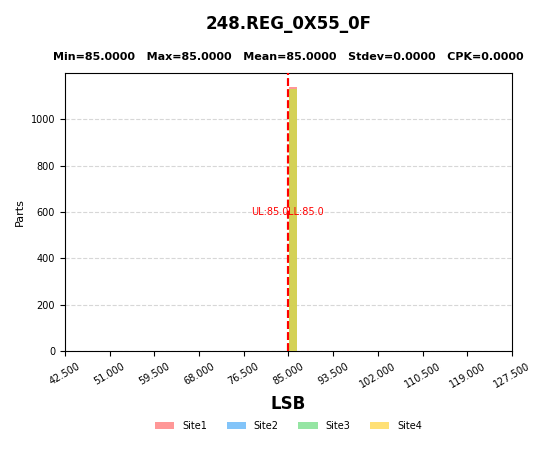 248.REG_0X55_0F
Min=85.0000 Max=85.0000 Mean=85.0000 Stdev=0.0000 CPK=0.0000
1000
800
Parts
600
UL:85.0LL:85.0
400
200
0
42.500 51.000 59.500 68.000 76.500 85.000 93.500 102.000 110.500 119.000 127.500
LSB
Site1 Site2 Site3 Site4